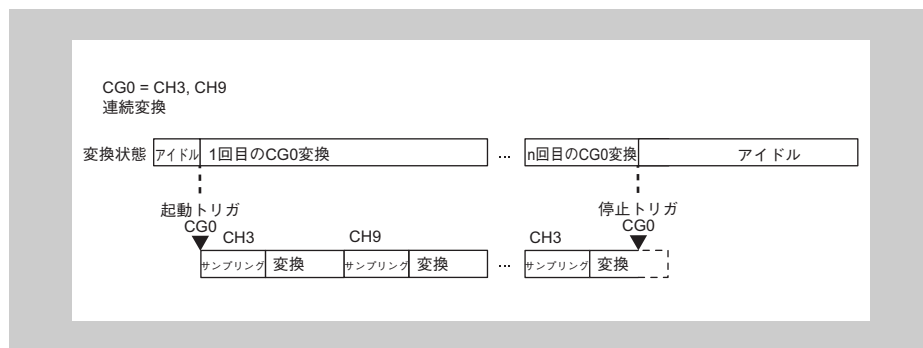 CG0 = CH3, CH9
連続変換
変換状態 アイドル 1回目のCG0変換 ... n回目のCG0変換 アイドル
起動トリガ 停止トリガ
CG0 CG0
CH3 CH9 CH3
サンプリング 変換 サンプリング 変換 ... サンプリング 変換